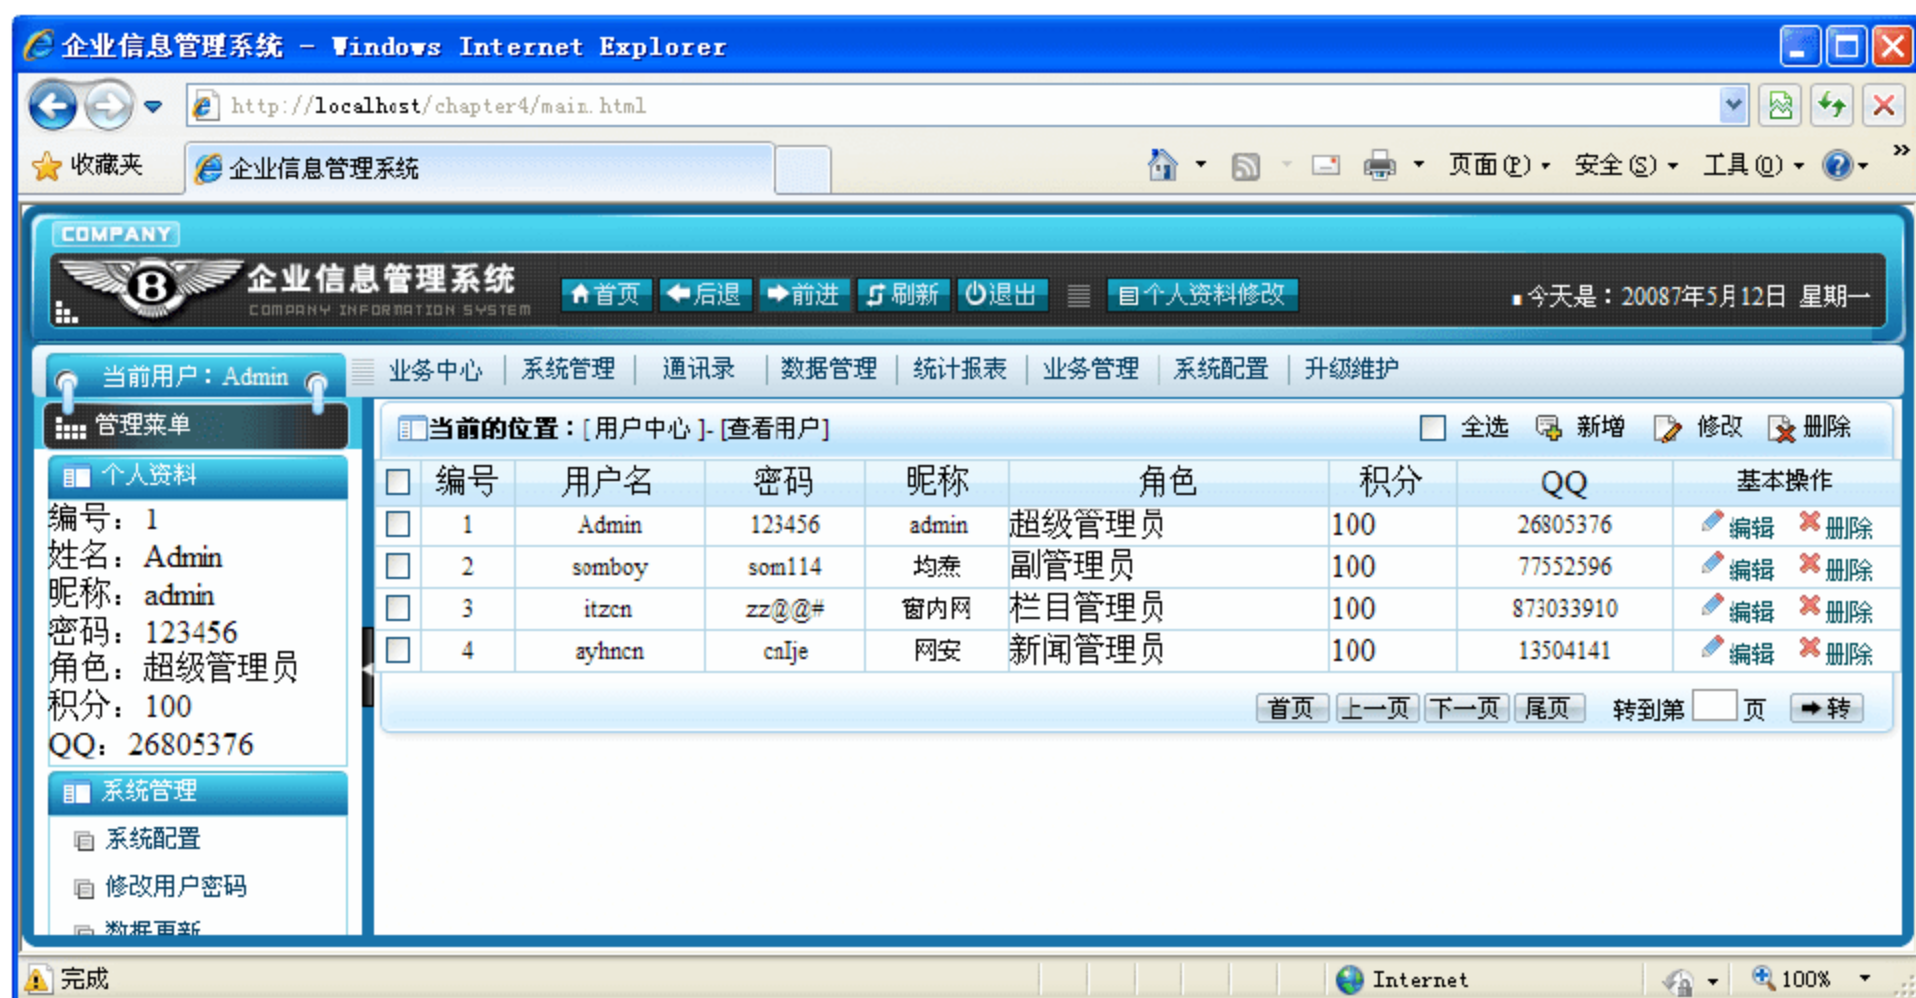 企业信息管理系统 - Windows Internet Explorer
http://localhost/chapter4/main.html
收藏夹 企业信息管理系统 页面(P) 安全(S) 工具(O) »
COMPANY
B 企业信息管理系统 首页 后退 前进 刷新 退出 个人资料修改 今天是：20087年5月12日 星期一
COMPANY INFORMATION SYSTEM
当前用户：Admin 业务中心 系统管理 通讯录 数据管理 统计报表 业务管理 系统配置 升级维护
管理菜单
当前的位置：[ 用户中心 ]- [查看用户] 全选 新增 修改 删除
个人资料
编号：1
姓名：Admin
昵称：admin
密码：123456
角色：超级管理员
积分：100
QQ：26805376
系统管理
系统配置
修改用户密码
数据更新
编号 用户名 密码 昵称 角色 积分 QQ 基本操作
1 Admin 123456 admin 超级管理员 100 26805376 编辑 删除
2 somboy som114 均焘 副管理员 100 77552596 编辑 删除
3 itzcn zz@@# 窗内网 栏目管理员 100 873033910 编辑 删除
4 ayhncn cnIje 网安 新闻管理员 100 13504141 编辑 删除
首页 上一页 下一页 尾页 转到第 页 转
完成 Internet 100%